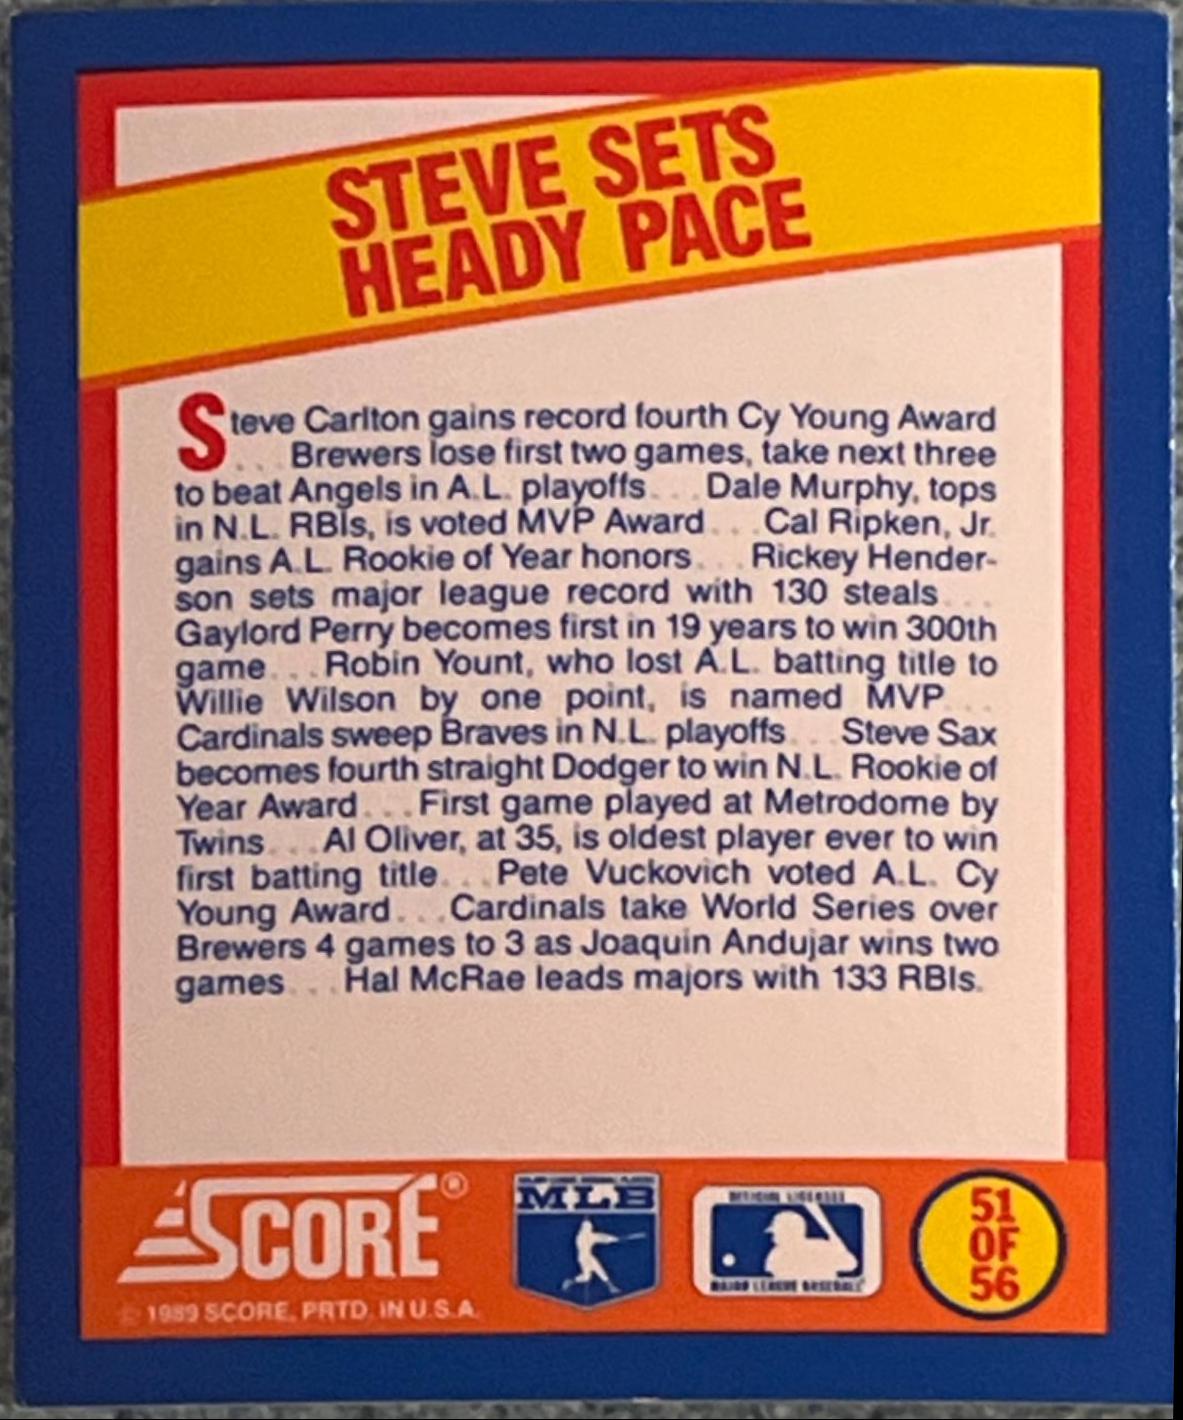 STEVE SETS
HEADY PACE
Steve Carlton gains record fourth Cy Young Award
... Brewers lose first two games, take next three
to beat Angels in A.L. playoffs ... Dale Murphy, tops
in N.L. RBIs, is voted MVP Award ... Cal Ripken, Jr.
gains A.L. Rookie of Year honors ... Rickey Hender-
son sets major league record with 130 steals ...
Gaylord Perry becomes first in 19 years to win 300th
game ... Robin Yount, who lost A.L. batting title to
Willie Wilson by one point, is named MVP ...
Cardinals sweep Braves in N.L. playoffs ... Steve Sax
becomes fourth straight Dodger to win N.L. Rookie of
Year Award ... First game played at Metrodome by
Twins ... Al Oliver, at 35, is oldest player ever to win
first batting title ... Pete Vuckovich voted A.L. Cy
Young Award ... Cardinals take World Series over
Brewers 4 games to 3 as Joaquin Andujar wins two
games ... Hal McRae leads majors with 133 RBIs.
SCORE®
© 1989 SCORE, PRTD. IN U.S.A.
MLB
OFFICIAL LICENSEE
MAJOR LEAGUE BASEBALL
51
OF
56